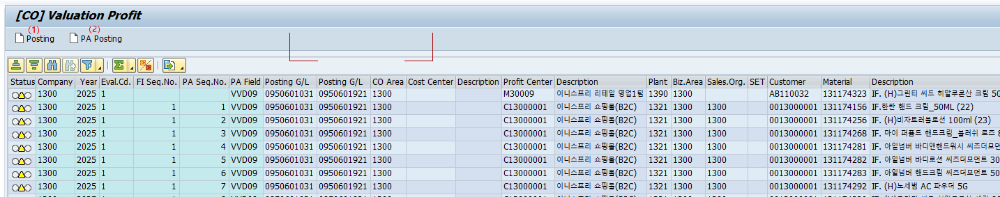 [CO] Valuation Profit
(1) (2)
Posting PA Posting
Status Company Year Eval.Cd. FI Seq.No. PA Seq.No. PA Field Posting G/L Posting G/L CO Area Cost Center Description Profit Center Description Plant Biz.Area Sales.Org. SET Customer Material Description
1300 2025 1 VVD09 0950601031 0950601921 1300 M30009 이니스프리 리테일 영업1팀 1390 1300 AB110032 131174323 IF. (H)그린티 씨드 히알루론산 크림 50
1300 2025 1 1 1 VVD09 0950601031 0950601921 1300 C13000001 이니스프리 쇼핑몰(B2C) 1321 1300 1300 0013000001 131174156 IF.한란 핸드 크림_50ML (22)
1300 2025 1 1 2 VVD09 0950601031 0950601921 1300 C13000001 이니스프리 쇼핑몰(B2C) 1321 1300 1300 0013000001 131174256 IF. (H)비자트러블로션 100ml (23)
1300 2025 1 1 3 VVD09 0950601031 0950601921 1300 C13000001 이니스프리 쇼핑몰(B2C) 1321 1300 1300 0013000001 131174268 IF. 마이 퍼퓸드 핸드크림_블러쉬 로즈
1300 2025 1 1 4 VVD09 0950601031 0950601921 1300 C13000001 이니스프리 쇼핑몰(B2C) 1321 1300 1300 0013000001 131174281 IF. 아일넘버 바디앤핸드워시 씨즈더모먼트
1300 2025 1 1 5 VVD09 0950601031 0950601921 1300 C13000001 이니스프리 쇼핑몰(B2C) 1321 1300 1300 0013000001 131174282 IF. 아일넘버 바디로션 씨즈더모먼트 30
1300 2025 1 1 6 VVD09 0950601031 0950601921 1300 C13000001 이니스프리 쇼핑몰(B2C) 1321 1300 1300 0013000001 131174283 IF. 아일넘버 핸드크림 씨즈더모먼트 50
1300 2025 1 1 7 VVD09 0950601031 0950601921 1300 C13000001 이니스프리 쇼핑몰(B2C) 1321 1300 1300 0013000001 131174292 IF. (H)노세범 AC 파우더 5G